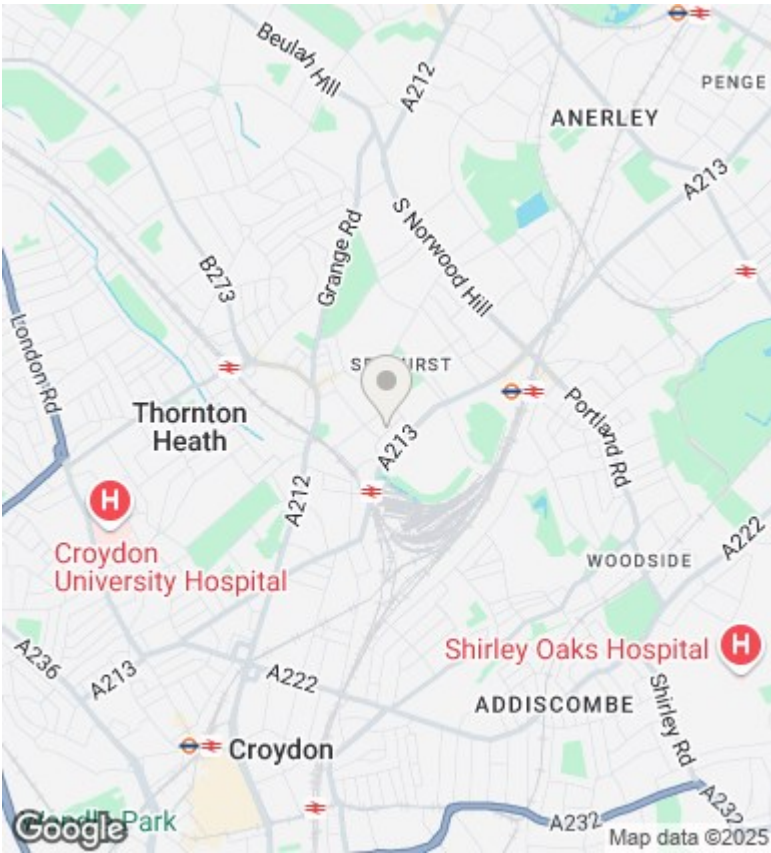 Beulah Hill
A212
PENGE
ANERLEY
A213
S Norwood Hill
Grange Rd
B273
London Rd
Thornton
Heath
A213
Portland Rd
A212
Croydon
University Hospital
A222
WOODSIDE
A236
A213
A222
Shirley Oaks Hospital
ADDISCOMBE
Shirley Rd
Croydon
A232
A232
Park
Google
Map data ©2025
H
H